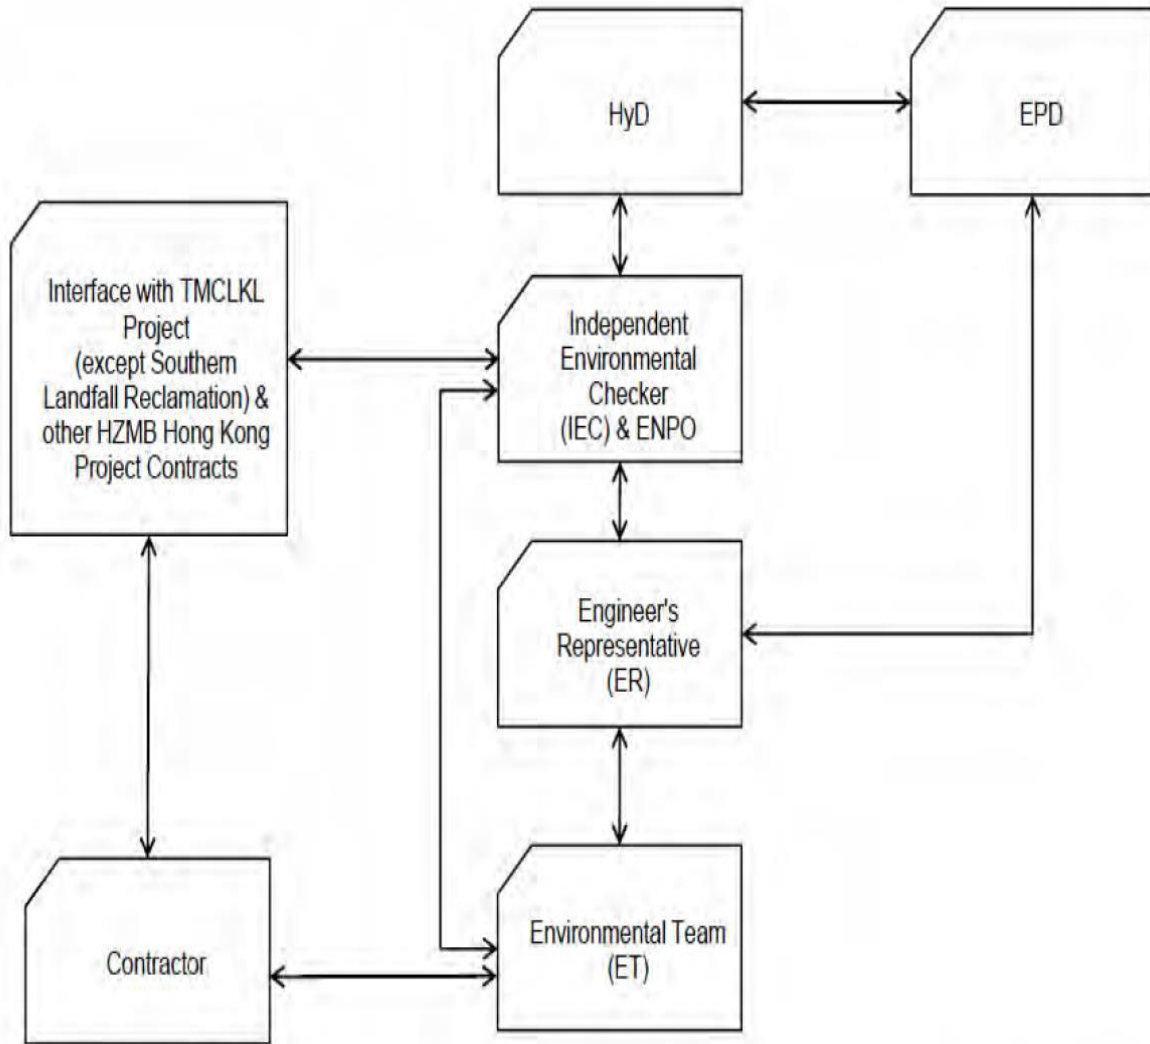 HyD
EPD
Interface with TMCLKL
Project
(except Southern
Landfall Reclamation) &
other HZMB Hong Kong
Project Contracts
Independent
Environmental
Checker
(IEC) & ENPO
Engineer's
Representative
(ER)
Contractor
Environmental Team
(ET)